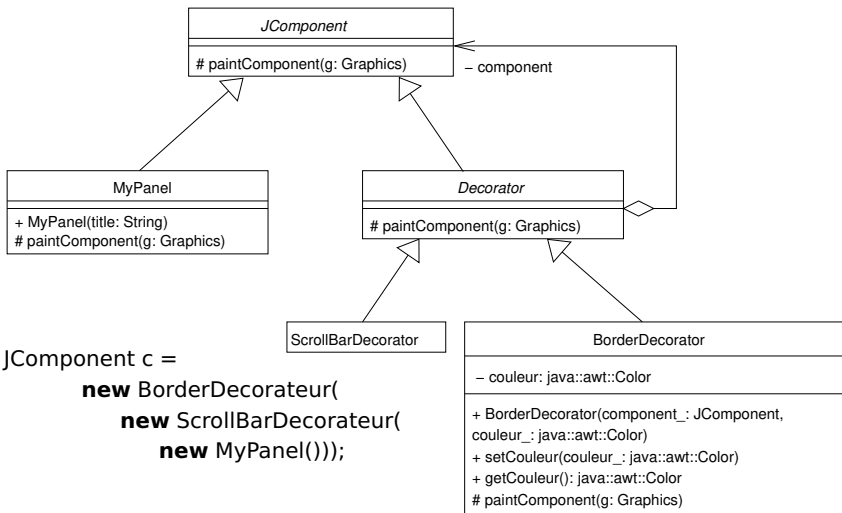 JComponent
# paintComponent(g: Graphics)
– component
MyPanel
+ MyPanel(title: String)
# paintComponent(g: Graphics)
Decorator
# paintComponent(g: Graphics)
ScrollBarDecorator
BorderDecorator
– couleur: java::awt::Color
+ BorderDecorator(component_: JComponent,
couleur_: java::awt::Color)
+ setCouleur(couleur_: java::awt::Color)
+ getCouleur(): java::awt::Color
# paintComponent(g: Graphics)
JComponent c =
new BorderDecorateur(
new ScrollBarDecorateur(
new MyPanel()));